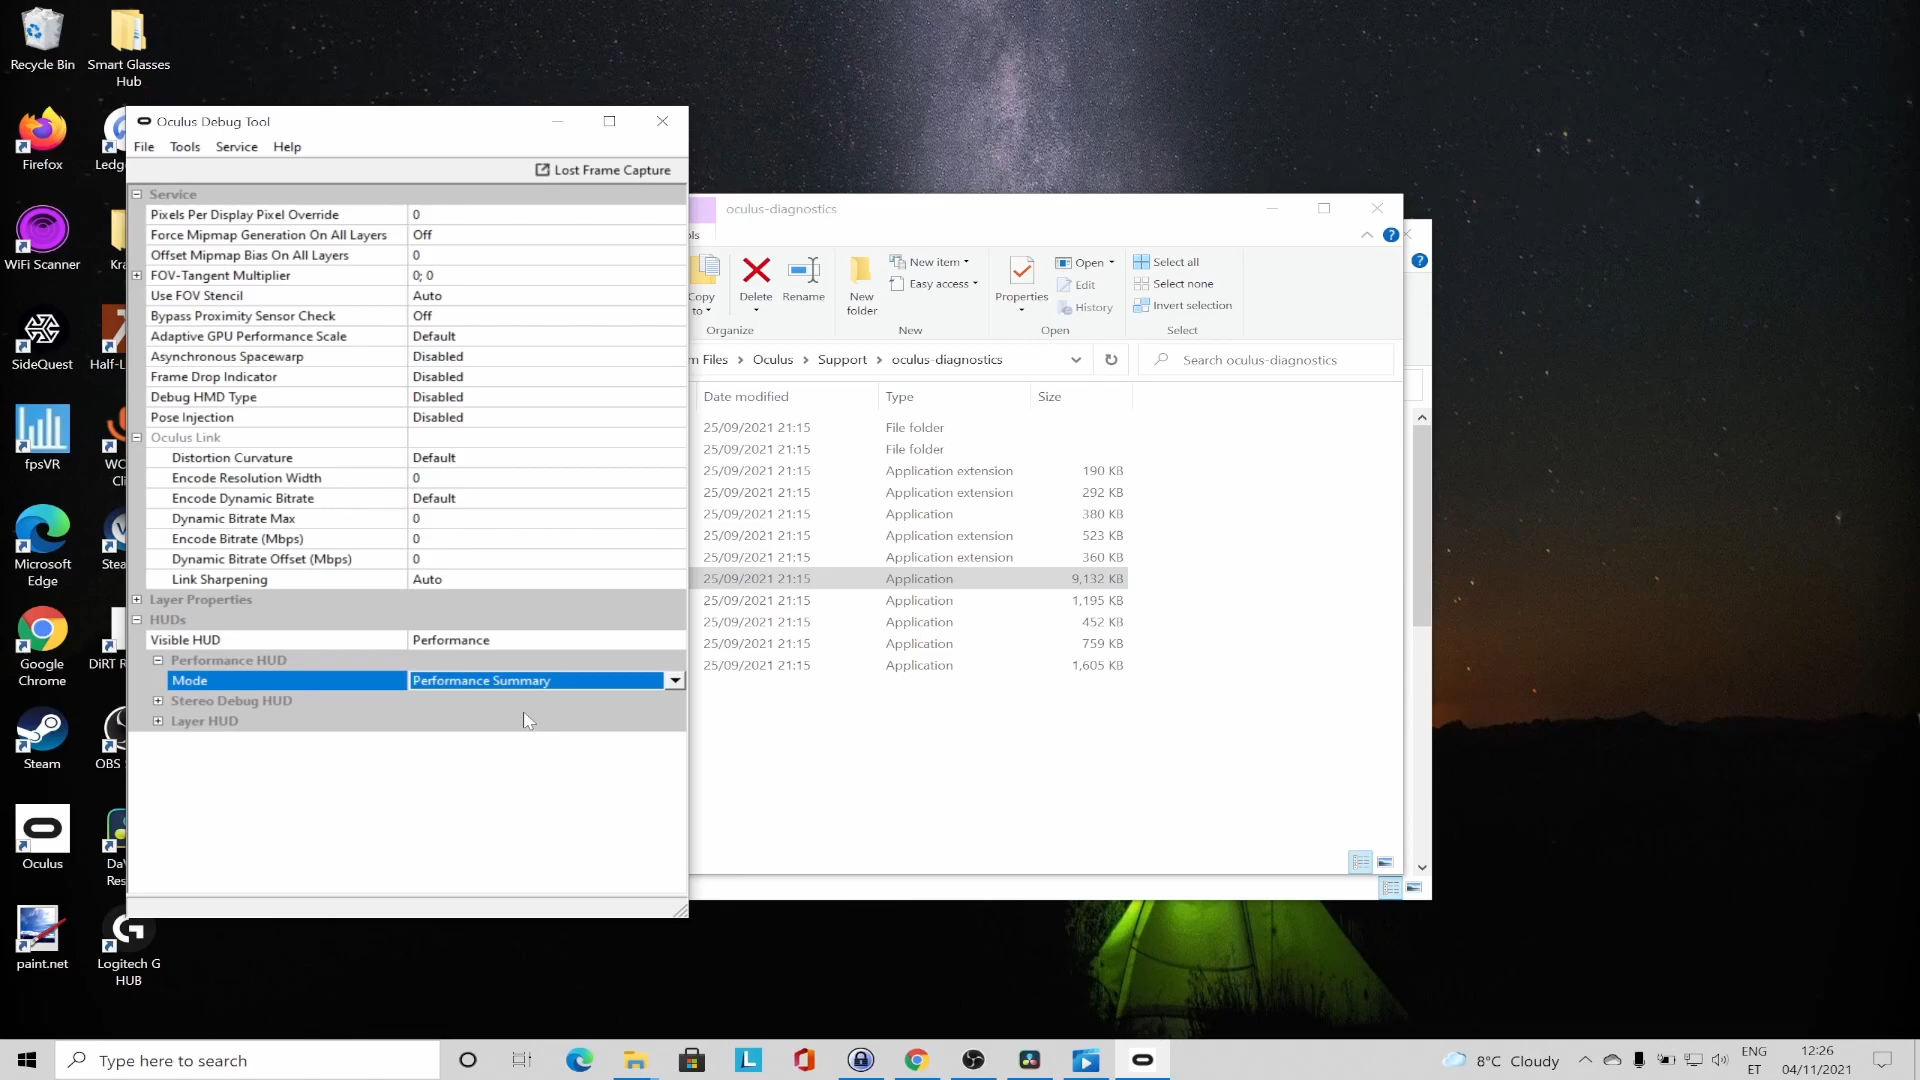 Recycle Bin
Smart Glasses
Hub
Firefox
WiFi Scanner
SideQuest
fpsVR
Microsoft
Edge
Google
Chrome
Steam
Oculus
paint.net
Logitech G
HUB
Ledg
Kra
Half-L
WC
Cli
Stea
DiRT R
OBS S
Da
Res
Oculus Debug Tool
File Tools Service Help
Lost Frame Capture
Service
Pixels Per Display Pixel Override 0
Force Mipmap Generation On All Layers Off
Offset Mipmap Bias On All Layers 0
FOV-Tangent Multiplier 0; 0
Use FOV Stencil Auto
Bypass Proximity Sensor Check Off
Adaptive GPU Performance Scale Default
Asynchronous Spacewarp Disabled
Frame Drop Indicator Disabled
Debug HMD Type Disabled
Pose Injection Disabled
Oculus Link
Distortion Curvature Default
Encode Resolution Width 0
Encode Dynamic Bitrate Default
Dynamic Bitrate Max 0
Encode Bitrate (Mbps) 0
Dynamic Bitrate Offset (Mbps) 0
Link Sharpening Auto
Layer Properties
HUDs
Visible HUD Performance
Performance HUD
Mode Performance Summary
Stereo Debug HUD
Layer HUD
oculus-diagnostics
ols
Copy
to
Delete
Rename
Organize
New
folder
New item
Easy access
New
Properties
Open
Edit
History
Open
Select all
Select none
Invert selection
Select
m Files > Oculus > Support > oculus-diagnostics
Search oculus-diagnostics
Date modified Type Size
25/09/2021 21:15 File folder
25/09/2021 21:15 File folder
25/09/2021 21:15 Application extension 190 KB
25/09/2021 21:15 Application extension 292 KB
25/09/2021 21:15 Application 380 KB
25/09/2021 21:15 Application extension 523 KB
25/09/2021 21:15 Application extension 360 KB
25/09/2021 21:15 Application 9,132 KB
25/09/2021 21:15 Application 1,195 KB
25/09/2021 21:15 Application 452 KB
25/09/2021 21:15 Application 759 KB
25/09/2021 21:15 Application 1,605 KB
Type here to search
8°C Cloudy
ENG
ET
12:26
04/11/2021